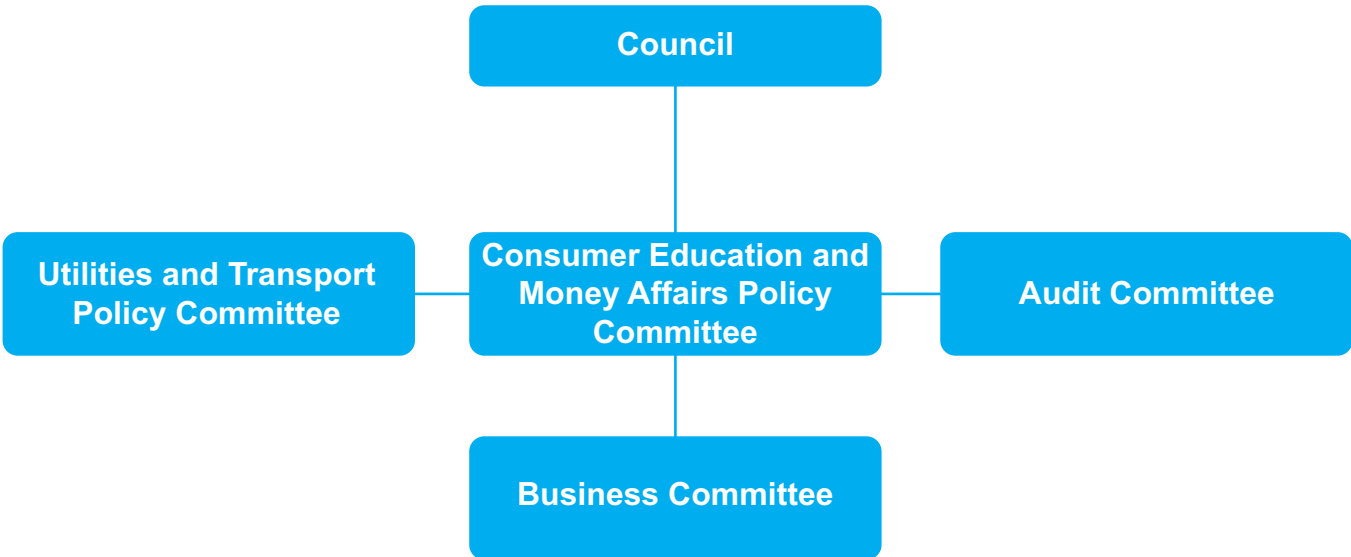 Council
Utilities and Transport
Policy Committee
Consumer Education and
Money Affairs Policy
Committee
Audit Committee
Business Committee